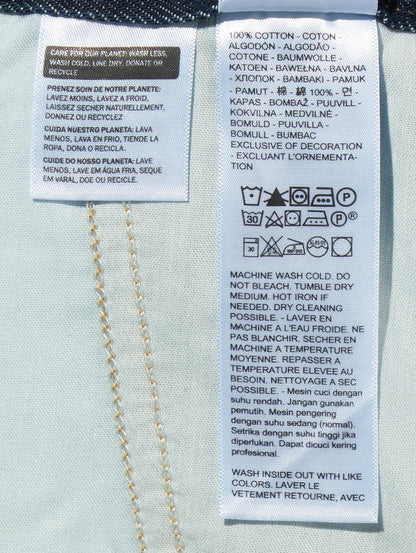 CARE FOR OUR PLANET: WASH LESS,
WASH COLD, LINE DRY, DONATE OR
RECYCLE
PRENEZ SOIN DE NOTRE PLANETE:
LAVEZ MOINS, LAVEZ A FROID,
LAISSEZ SECHER NATURELLEMENT,
DONNEZ OU RECYCLEZ
CUIDA NUESTRO PLANETA: LAVA
MENOS, LAVA EN FRIO, TIENDE LA
ROPA, DONA O RECICLA.
CUIDE DO NOSSO PLANETA: LAVE
MENOS, LAVE EM ÁGUA FRIA, SEQUE
EM VARAL, DOE OU RECICLE.
100% COTTON - COTON -
ALGODÓN - ALGODÃO -
COTONE - BAUMWOLLE -
KATOEN - BAWEŁNA - BAVLNA
- ХЛОПОК - BAMBAKI - PAMUK
- PAMUT - 棉 - 綿 100% - 면 -
KAPAS - BOMBAŽ - PUUVILL -
KOKVILNA - MEDVILNĖ -
BOMULD - PUUVILLA -
BOMULL - BUMBAC
EXCLUSIVE OF DECORATION
- EXCLUANT L'ORNEMENTA-
TION
P
30 P
30
MACHINE WASH COLD. DO
NOT BLEACH. TUMBLE DRY
MEDIUM. HOT IRON IF
NEEDED. DRY CLEANING
POSSIBLE. - LAVER EN
MACHINE A L'EAU FROIDE. NE
PAS BLANCHIR. SECHER EN
MACHINE A TEMPERATURE
MOYENNE. REPASSER A
TEMPERATURE ELEVEE AU
BESOIN. NETTOYAGE A SEC
POSSIBLE. - Mesin cuci dengan
suhu rendah. Jangan gunakan
pemutih. Mesin pengering
dengan suhu sedang (normal).
Setrika dengan suhu tinggi jika
diperlukan. Dapat dicuci kering
profesional.
WASH INSIDE OUT WITH LIKE
COLORS. LAVER LE
VETEMENT RETOURNE, AVEC